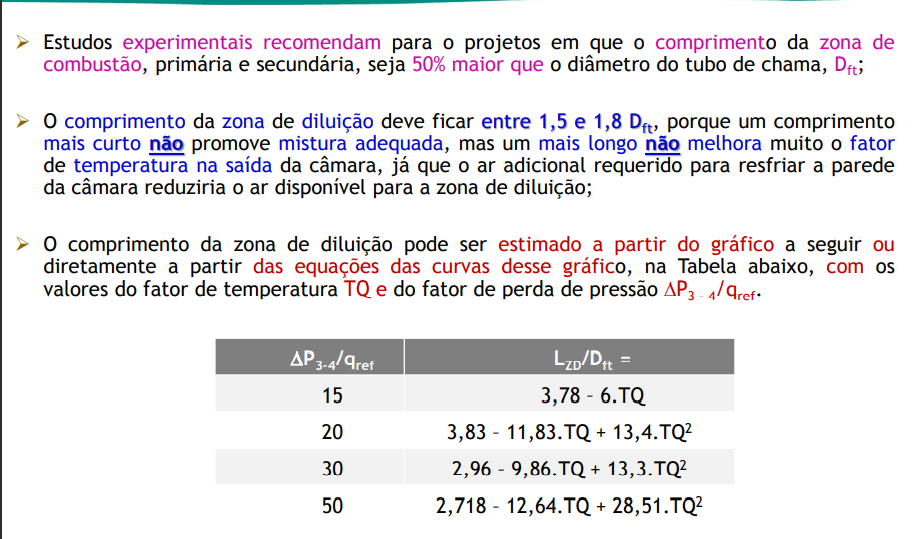 ➢ Estudos experimentais recomendam para o projetos em que o comprimento da zona de
combustão, primária e secundária, seja 50% maior que o diâmetro do tubo de chama, Dft;
➢ O comprimento da zona de diluição deve ficar entre 1,5 e 1,8 Dft, porque um comprimento
mais curto não promove mistura adequada, mas um mais longo não melhora muito o fator
de temperatura na saída da câmara, já que o ar adicional requerido para resfriar a parede
da câmara reduziria o ar disponível para a zona de diluição;
➢ O comprimento da zona de diluição pode ser estimado a partir do gráfico a seguir ou
diretamente a partir das equações das curvas desse gráfico, na Tabela abaixo, com os
valores do fator de temperatura TQ e do fator de perda de pressão ΔP3 – 4/qref.
ΔP3-4/qref LZD/Dft =
15 3,78 – 6.TQ
20 3,83 – 11,83.TQ + 13,4.TQ²
30 2,96 – 9,86.TQ + 13,3.TQ²
50 2,718 – 12,64.TQ + 28,51.TQ²